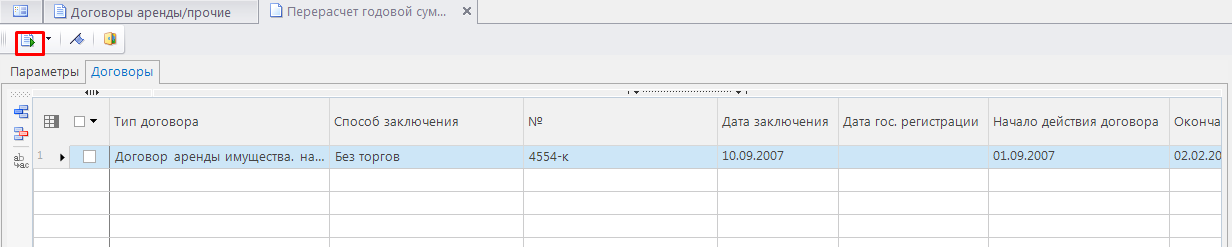 Договоры аренды/прочие Перерасчет годовой сум...
Параметры Договоры
Тип договора Способ заключения № Дата заключения Дата гос. регистрации Начало действия договора Оконча
1 Договор аренды имущества. на... Без торгов 4554-к 10.09.2007 01.09.2007 02.02.20
ab
ac